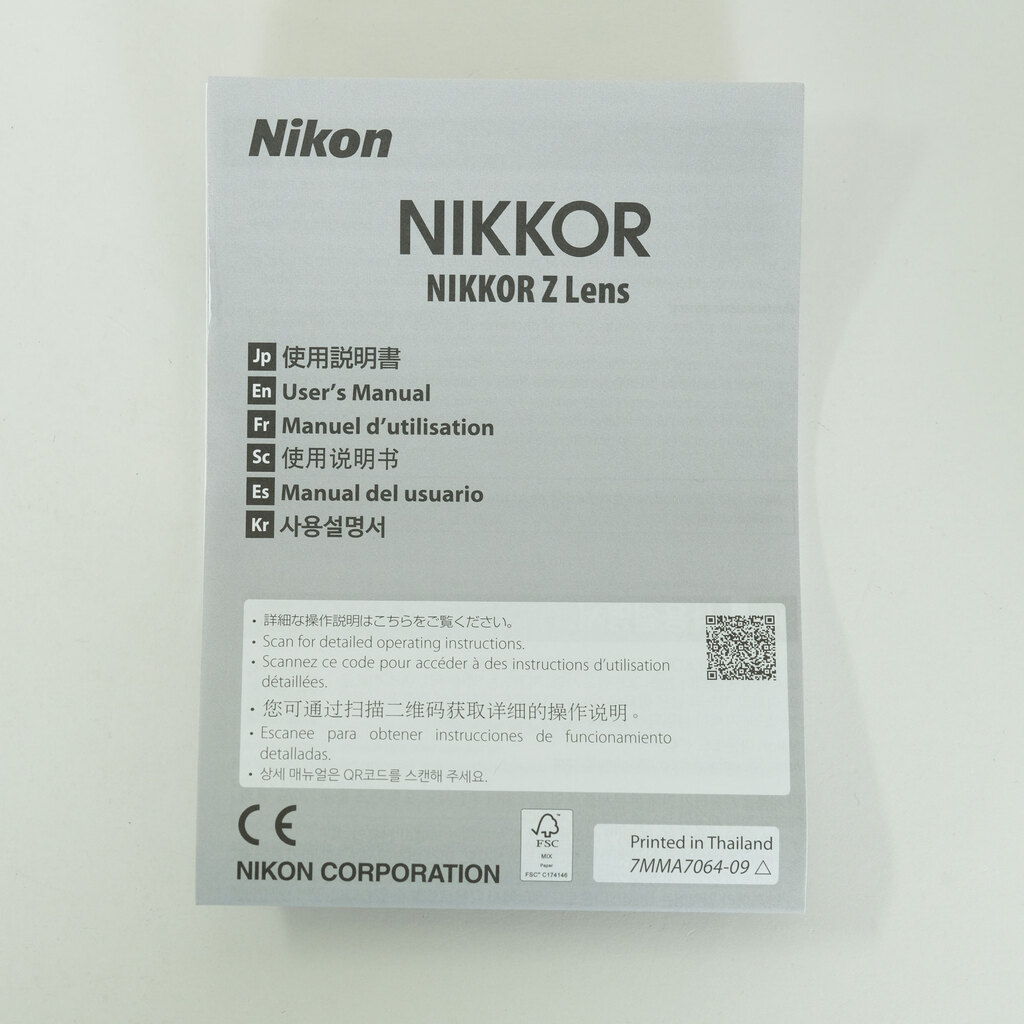 Nikon
NIKKOR
NIKKOR Z Lens
Jp 使用説明書
En User's Manual
Fr Manuel d'utilisation
Sc 使用说明书
Es Manual del usuario
Kr 사용설명서
• 詳細な操作説明はこちらをご覧ください。
• Scan for detailed operating instructions.
• Scannez ce code pour accéder à des instructions d'utilisation
détaillées.
• 您可通过扫描二维码获取详细的操作说明。
• Escanee para obtener instrucciones de funcionamiento
detalladas.
• 상세 매뉴얼은 QR코드를 스캔해 주세요.
CE
NIKON CORPORATION
FSC
MIX
Paper
FSC® C174146
Printed in Thailand
7MMA7064-09 △